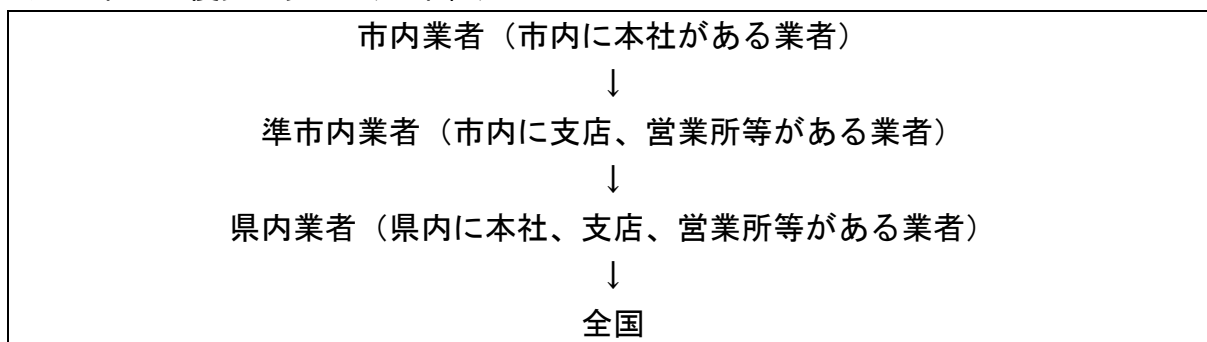 市内業者（市内に本社がある業者）
↓
準市内業者（市内に支店、営業所等がある業者）
↓
県内業者（県内に本社、支店、営業所等がある業者）
↓
全国